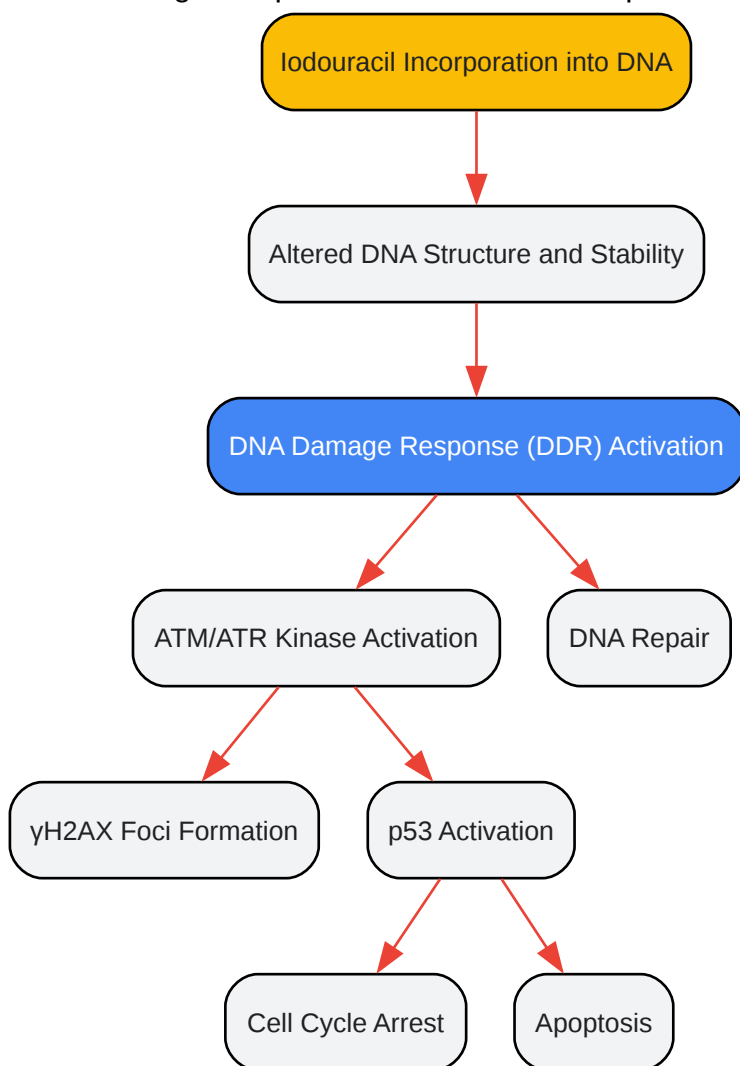 Iodouracil Incorporation into DNA
Altered DNA Structure and Stability
DNA Damage Response (DDR) Activation
ATM/ATR Kinase Activation
DNA Repair
γH2AX Foci Formation
p53 Activation
Cell Cycle Arrest
Apoptosis